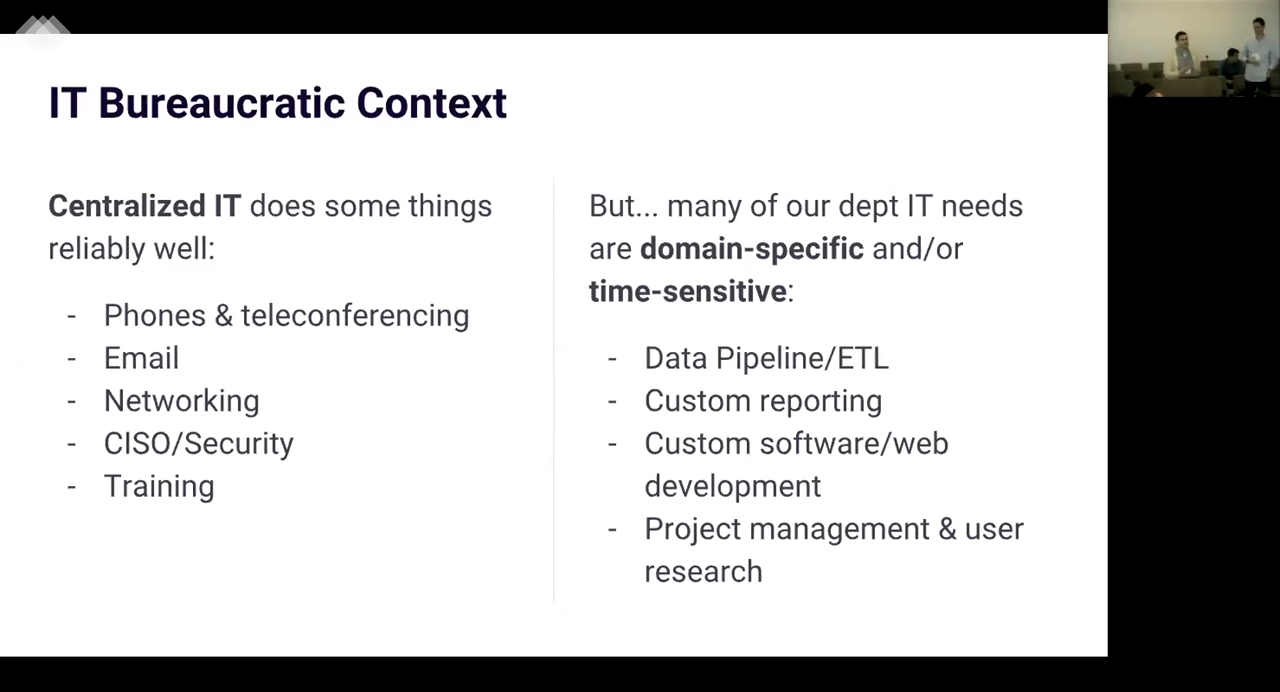 IT Bureaucratic Context
Centralized IT does some things
reliably well:
- Phones & teleconferencing
- Email
- Networking
- CISO/Security
- Training
But... many of our dept IT needs
are domain-specific and/or
time-sensitive:
- Data Pipeline/ETL
- Custom reporting
- Custom software/web
development
- Project management & user
research